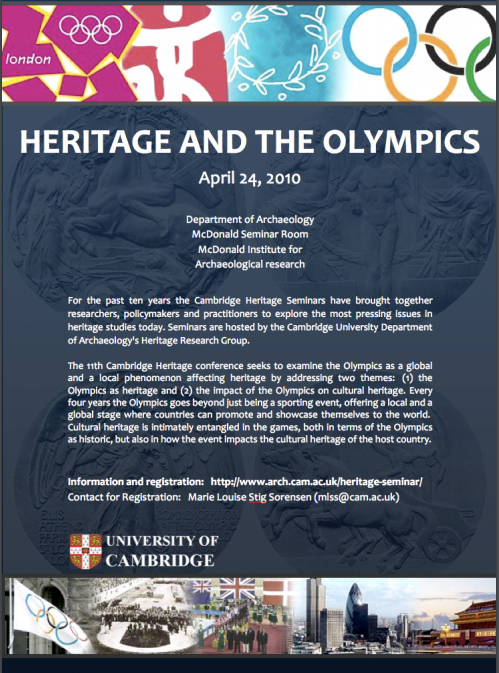 london
HERITAGE AND THE OLYMPICS
April 24, 2010
Department of Archaeology
McDonald Seminar Room
McDonald Institute for
Archaeological research
For the past ten years the Cambridge Heritage Seminars have brought together
researchers, policymakers and practitioners to explore the most pressing issues in
heritage studies today. Seminars are hosted by the Cambridge University Department
of Archaeology's Heritage Research Group.
The 11th Cambridge Heritage conference seeks to examine the Olympics as a global
and a local phenomenon affecting heritage by addressing two themes: (1) the
Olympics as heritage and (2) the impact of the Olympics on cultural heritage. Every
four years the Olympics goes beyond just being a sporting event, offering a local and a
global stage where countries can promote and showcase themselves to the world.
Cultural heritage is intimately entangled in the games, both in terms of the Olympics
as historic, but also in how the event impacts the cultural heritage of the host country.
Information and registration: http://www.arch.cam.ac.uk/heritage-seminar/
Contact for Registration: Marie Louise Stig Sorensen (mlss@cam.ac.uk)
UNIVERSITY OF
CAMBRIDGE